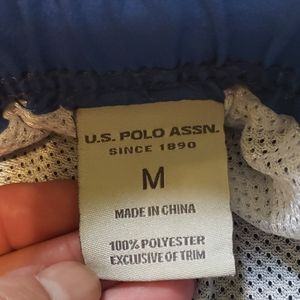 U.S. POLO ASSN.
SINCE 1890
M
MADE IN CHINA
100% POLYESTER
EXCLUSIVE OF TRIM